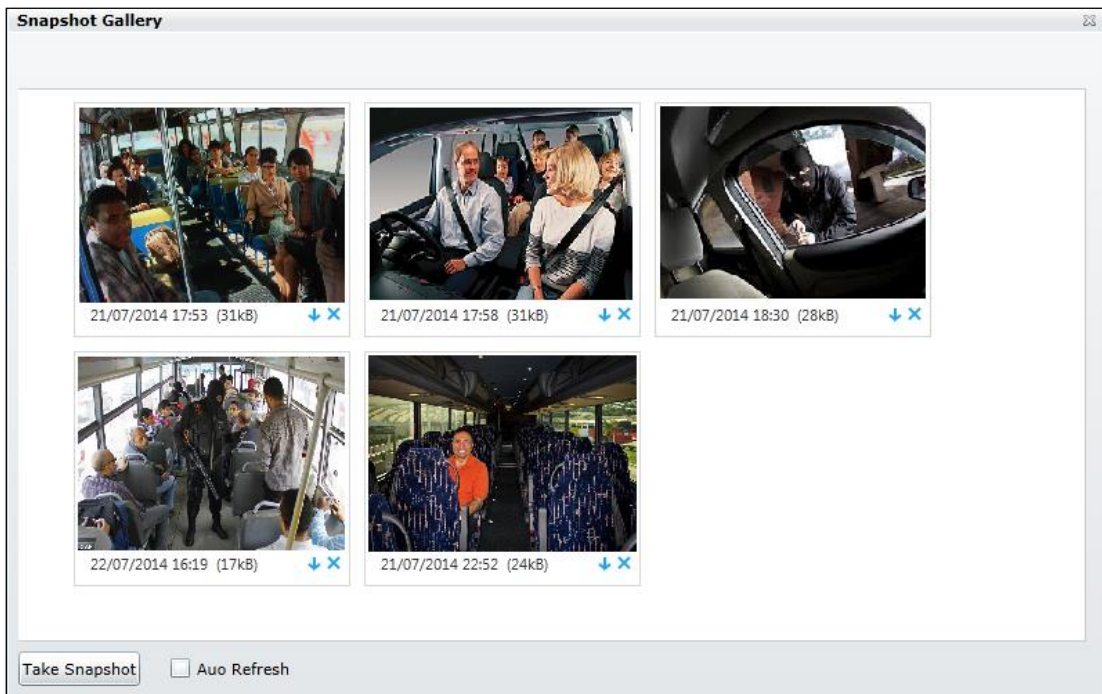 Snapshot Gallery
21/07/2014 17:53 (31kB)
21/07/2014 17:58 (31kB)
21/07/2014 18:30 (28kB)
22/07/2014 16:19 (17kB)
21/07/2014 22:52 (24kB)
Take Snapshot
Auo Refresh